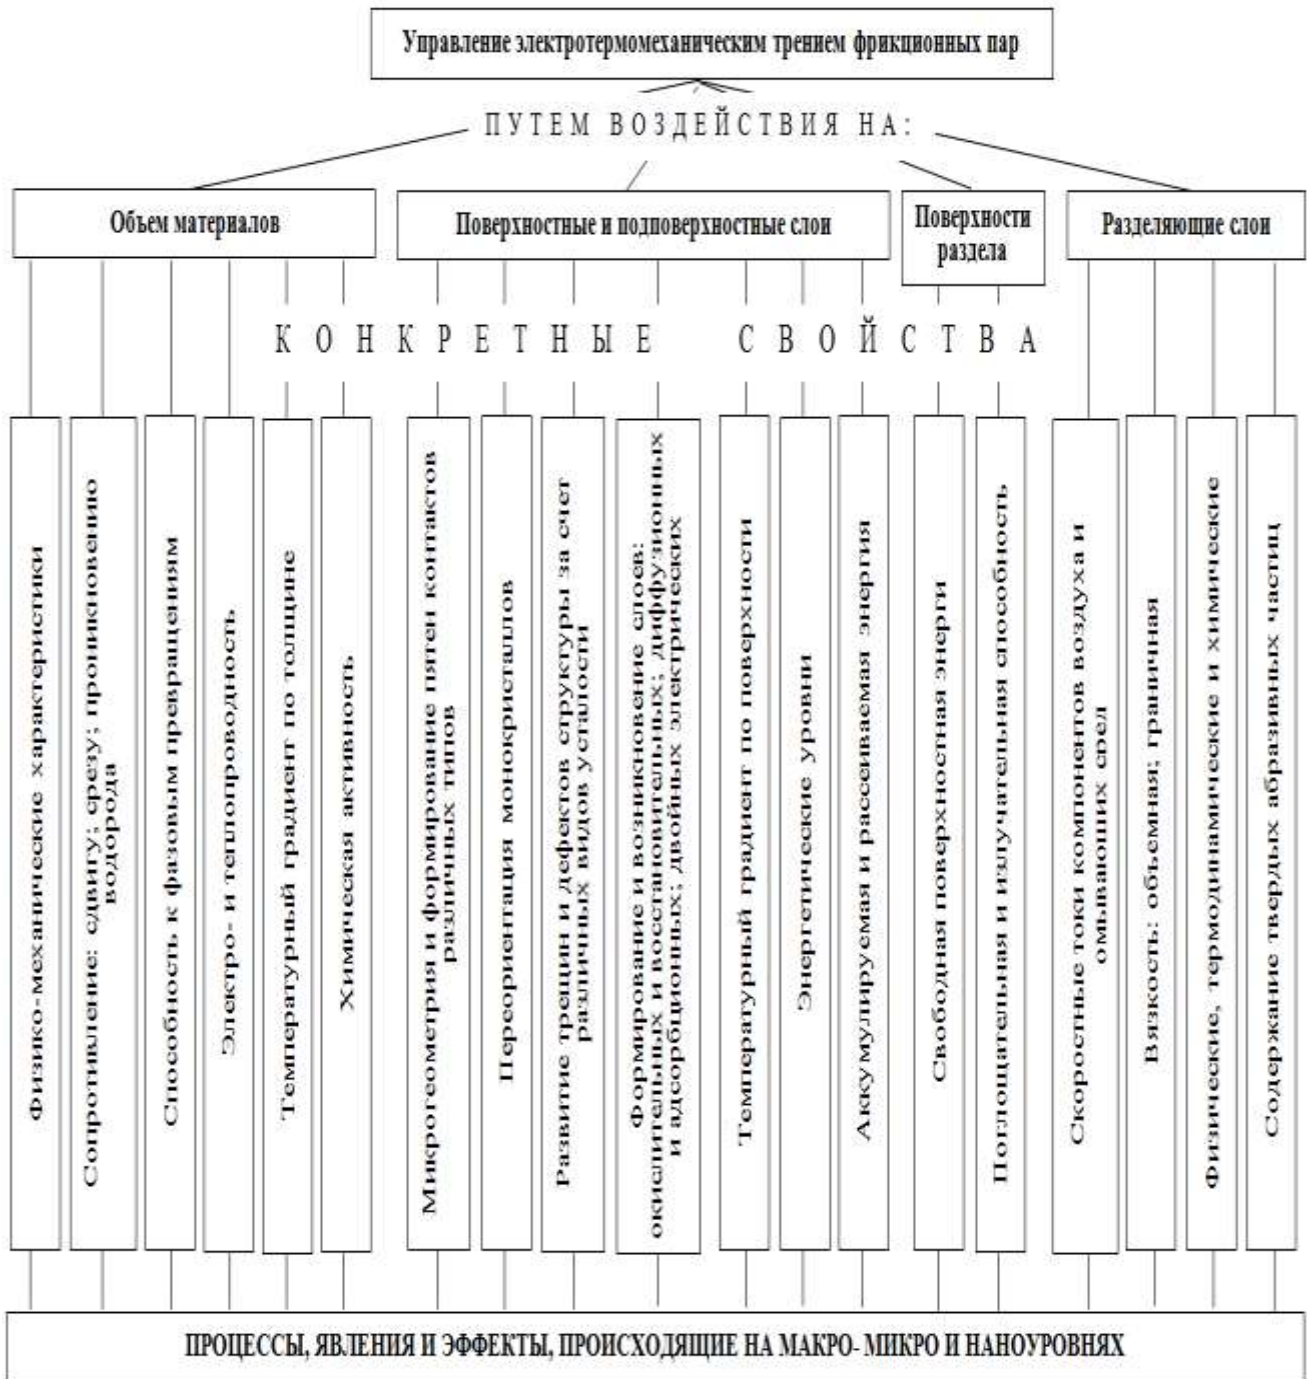 Управление электротермомеханическим трением фрикционных пар
ПУТЕМ ВОЗДЕЙСТВИЯ НА:
Объем материалов
Поверхностные и подповерхностные слои
Поверхности
раздела
Разделяющие слои
КОНКРЕТНЫЕ СВОЙСТВА
Физико-механические характеристики
Сопротивление: сдвигу; срезу; проникновению
водорода
Способность к фазовым превращениям
Электро- и теплопроводность
Температурный градиент по толщине
Химическая активность
Микрогеометрия и формирование пятен контактов
различных типов
Переориентация монокристаллов
Развитие трещин и дефектов структуры за счет
различных видов усталости
Формирование и возникновение слоев:
окислительных и востановительных; диффузионных
и адсорбционных; двойных электрических
Температурный градиент по поверхности
Энергетические уровни
Аккумулируемая и рассеиваемая энергия
Свободная поверхностная энерги
Поглощательная и излучательная способность
Скоростные токи компонентов воздуха и
омывающих сред
Вязкость: объемная; граничная
Физические, термодинамические и химические
Содержание твердых абразивных частиц
ПРОЦЕССЫ, ЯВЛЕНИЯ И ЭФФЕКТЫ, ПРОИСХОДЯЩИЕ НА МАКРО- МИКРО И НАНОУРОВНЯХ